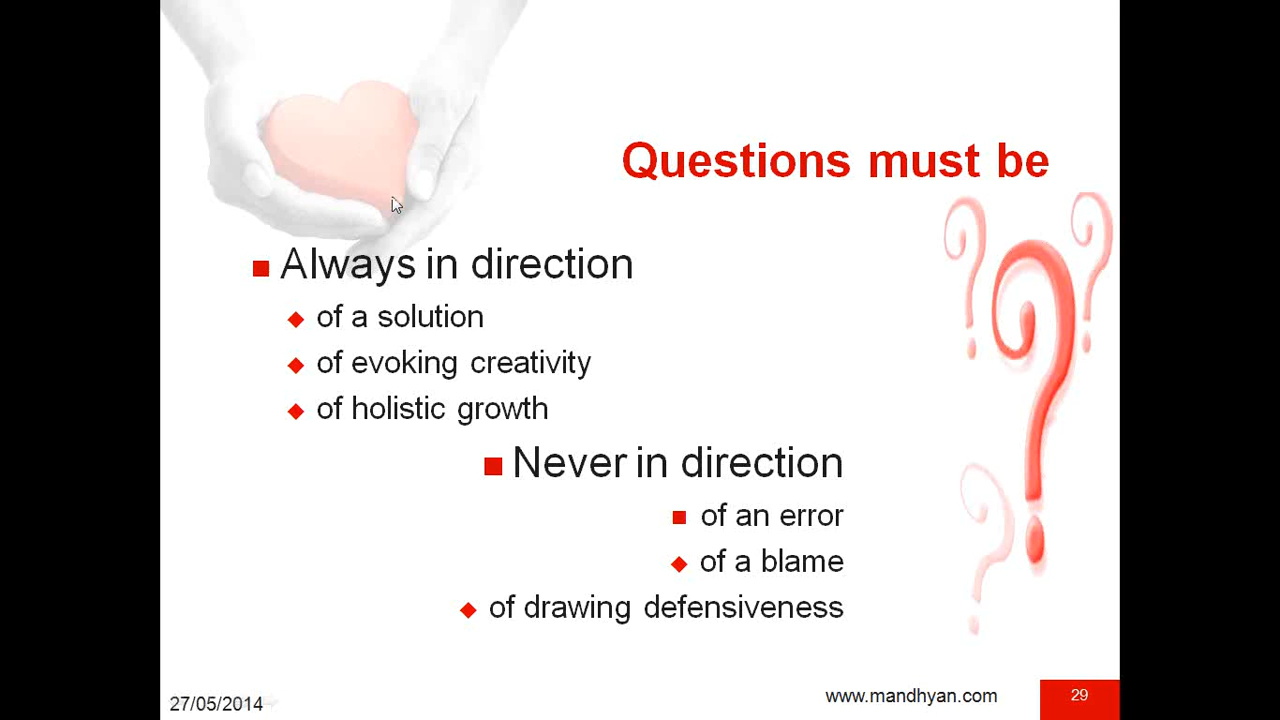 Questions must be
Always in direction
of a solution
of evoking creativity
of holistic growth
Never in direction
of an error
of a blame
of drawing defensiveness
27/05/2014
www.mandhyan.com
29